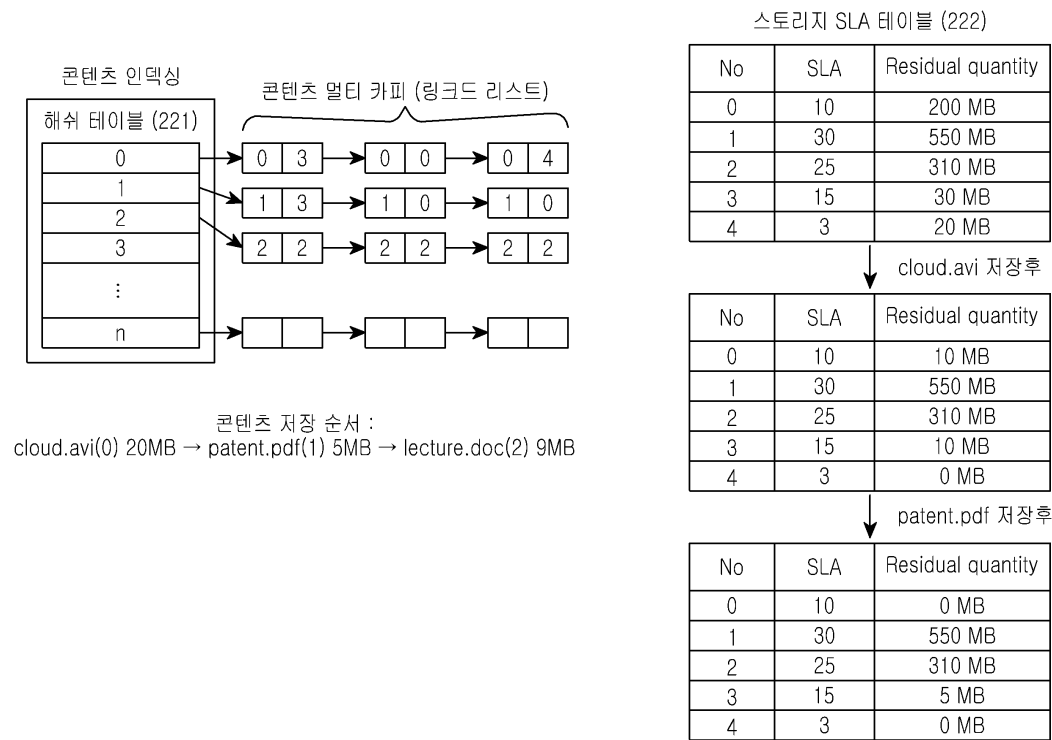 콘텐츠 인덱싱
해쉬 테이블 (221)
0
1
2
3
⋮
n
콘텐츠 멀티 카피 (링크드 리스트)
0 3 0 0 0 4
1 3 1 0 1 0
2 2 2 2 2 2
콘텐츠 저장 순서 :
cloud.avi(0) 20MB → patent.pdf(1) 5MB → lecture.doc(2) 9MB
스토리지 SLA 테이블 (222)
No SLA Residual quantity
0 10 200 MB
1 30 550 MB
2 25 310 MB
3 15 30 MB
4 3 20 MB
cloud.avi 저장후
No SLA Residual quantity
0 10 10 MB
1 30 550 MB
2 25 310 MB
3 15 10 MB
4 3 0 MB
patent.pdf 저장후
No SLA Residual quantity
0 10 0 MB
1 30 550 MB
2 25 310 MB
3 15 5 MB
4 3 0 MB